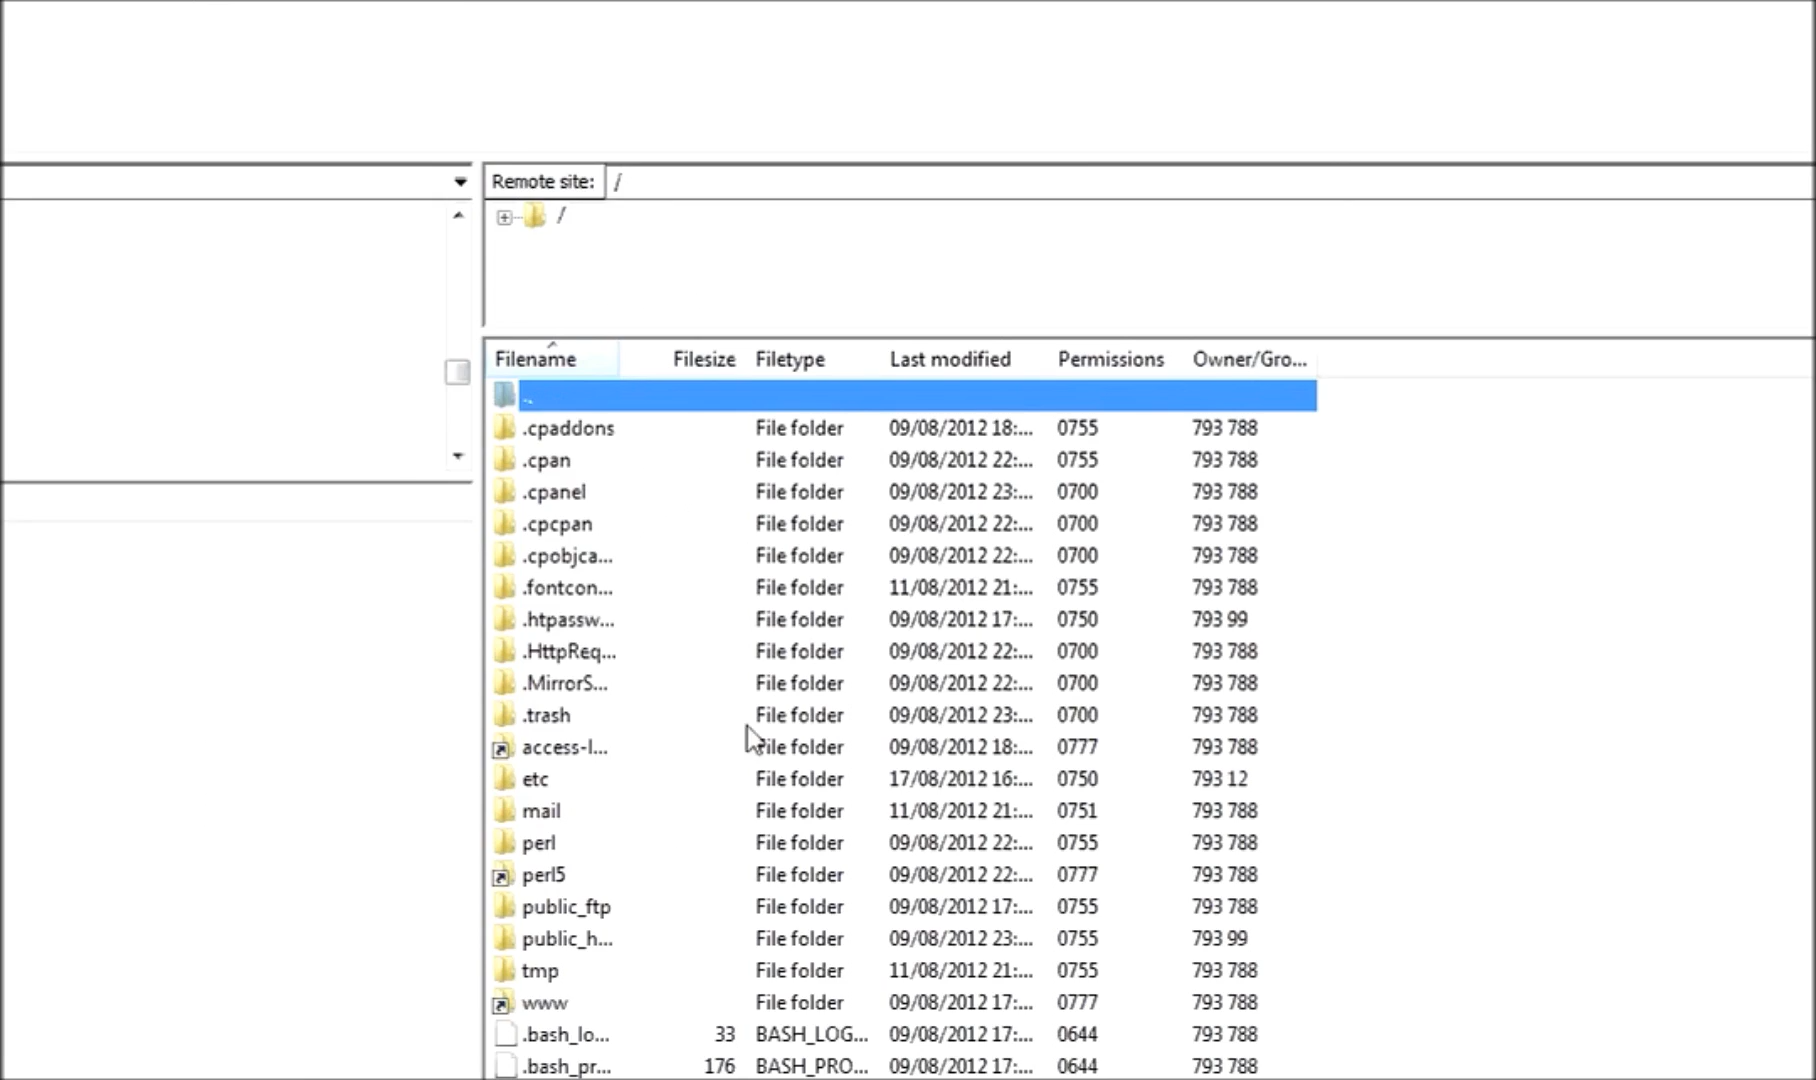 Remote site: /
/
Filename Filesize Filetype Last modified Permissions Owner/Gro...
..
.cpaddons File folder 09/08/2012 18:... 0755 793 788
.cpan File folder 09/08/2012 22:... 0755 793 788
.cpanel File folder 09/08/2012 23:... 0700 793 788
.cpcpan File folder 09/08/2012 22:... 0700 793 788
.cpobjca... File folder 09/08/2012 22:... 0700 793 788
.fontcon... File folder 11/08/2012 21:... 0755 793 788
.htpassw... File folder 09/08/2012 17:... 0750 793 99
.HttpReq... File folder 09/08/2012 22:... 0700 793 788
.MirrorS... File folder 09/08/2012 22:... 0700 793 788
.trash File folder 09/08/2012 23:... 0700 793 788
access-l... File folder 09/08/2012 18:... 0777 793 788
etc File folder 17/08/2012 16:... 0750 793 12
mail File folder 11/08/2012 21:... 0751 793 788
perl File folder 09/08/2012 22:... 0755 793 788
perl5 File folder 09/08/2012 22:... 0777 793 788
public_ftp File folder 09/08/2012 17:... 0755 793 788
public_h... File folder 09/08/2012 23:... 0755 793 99
tmp File folder 11/08/2012 21:... 0755 793 788
www File folder 09/08/2012 17:... 0777 793 788
.bash_lo... 33 BASH_LOG... 09/08/2012 17:... 0644 793 788
.bash_pr... 176 BASH_PRO... 09/08/2012 17:... 0644 793 788